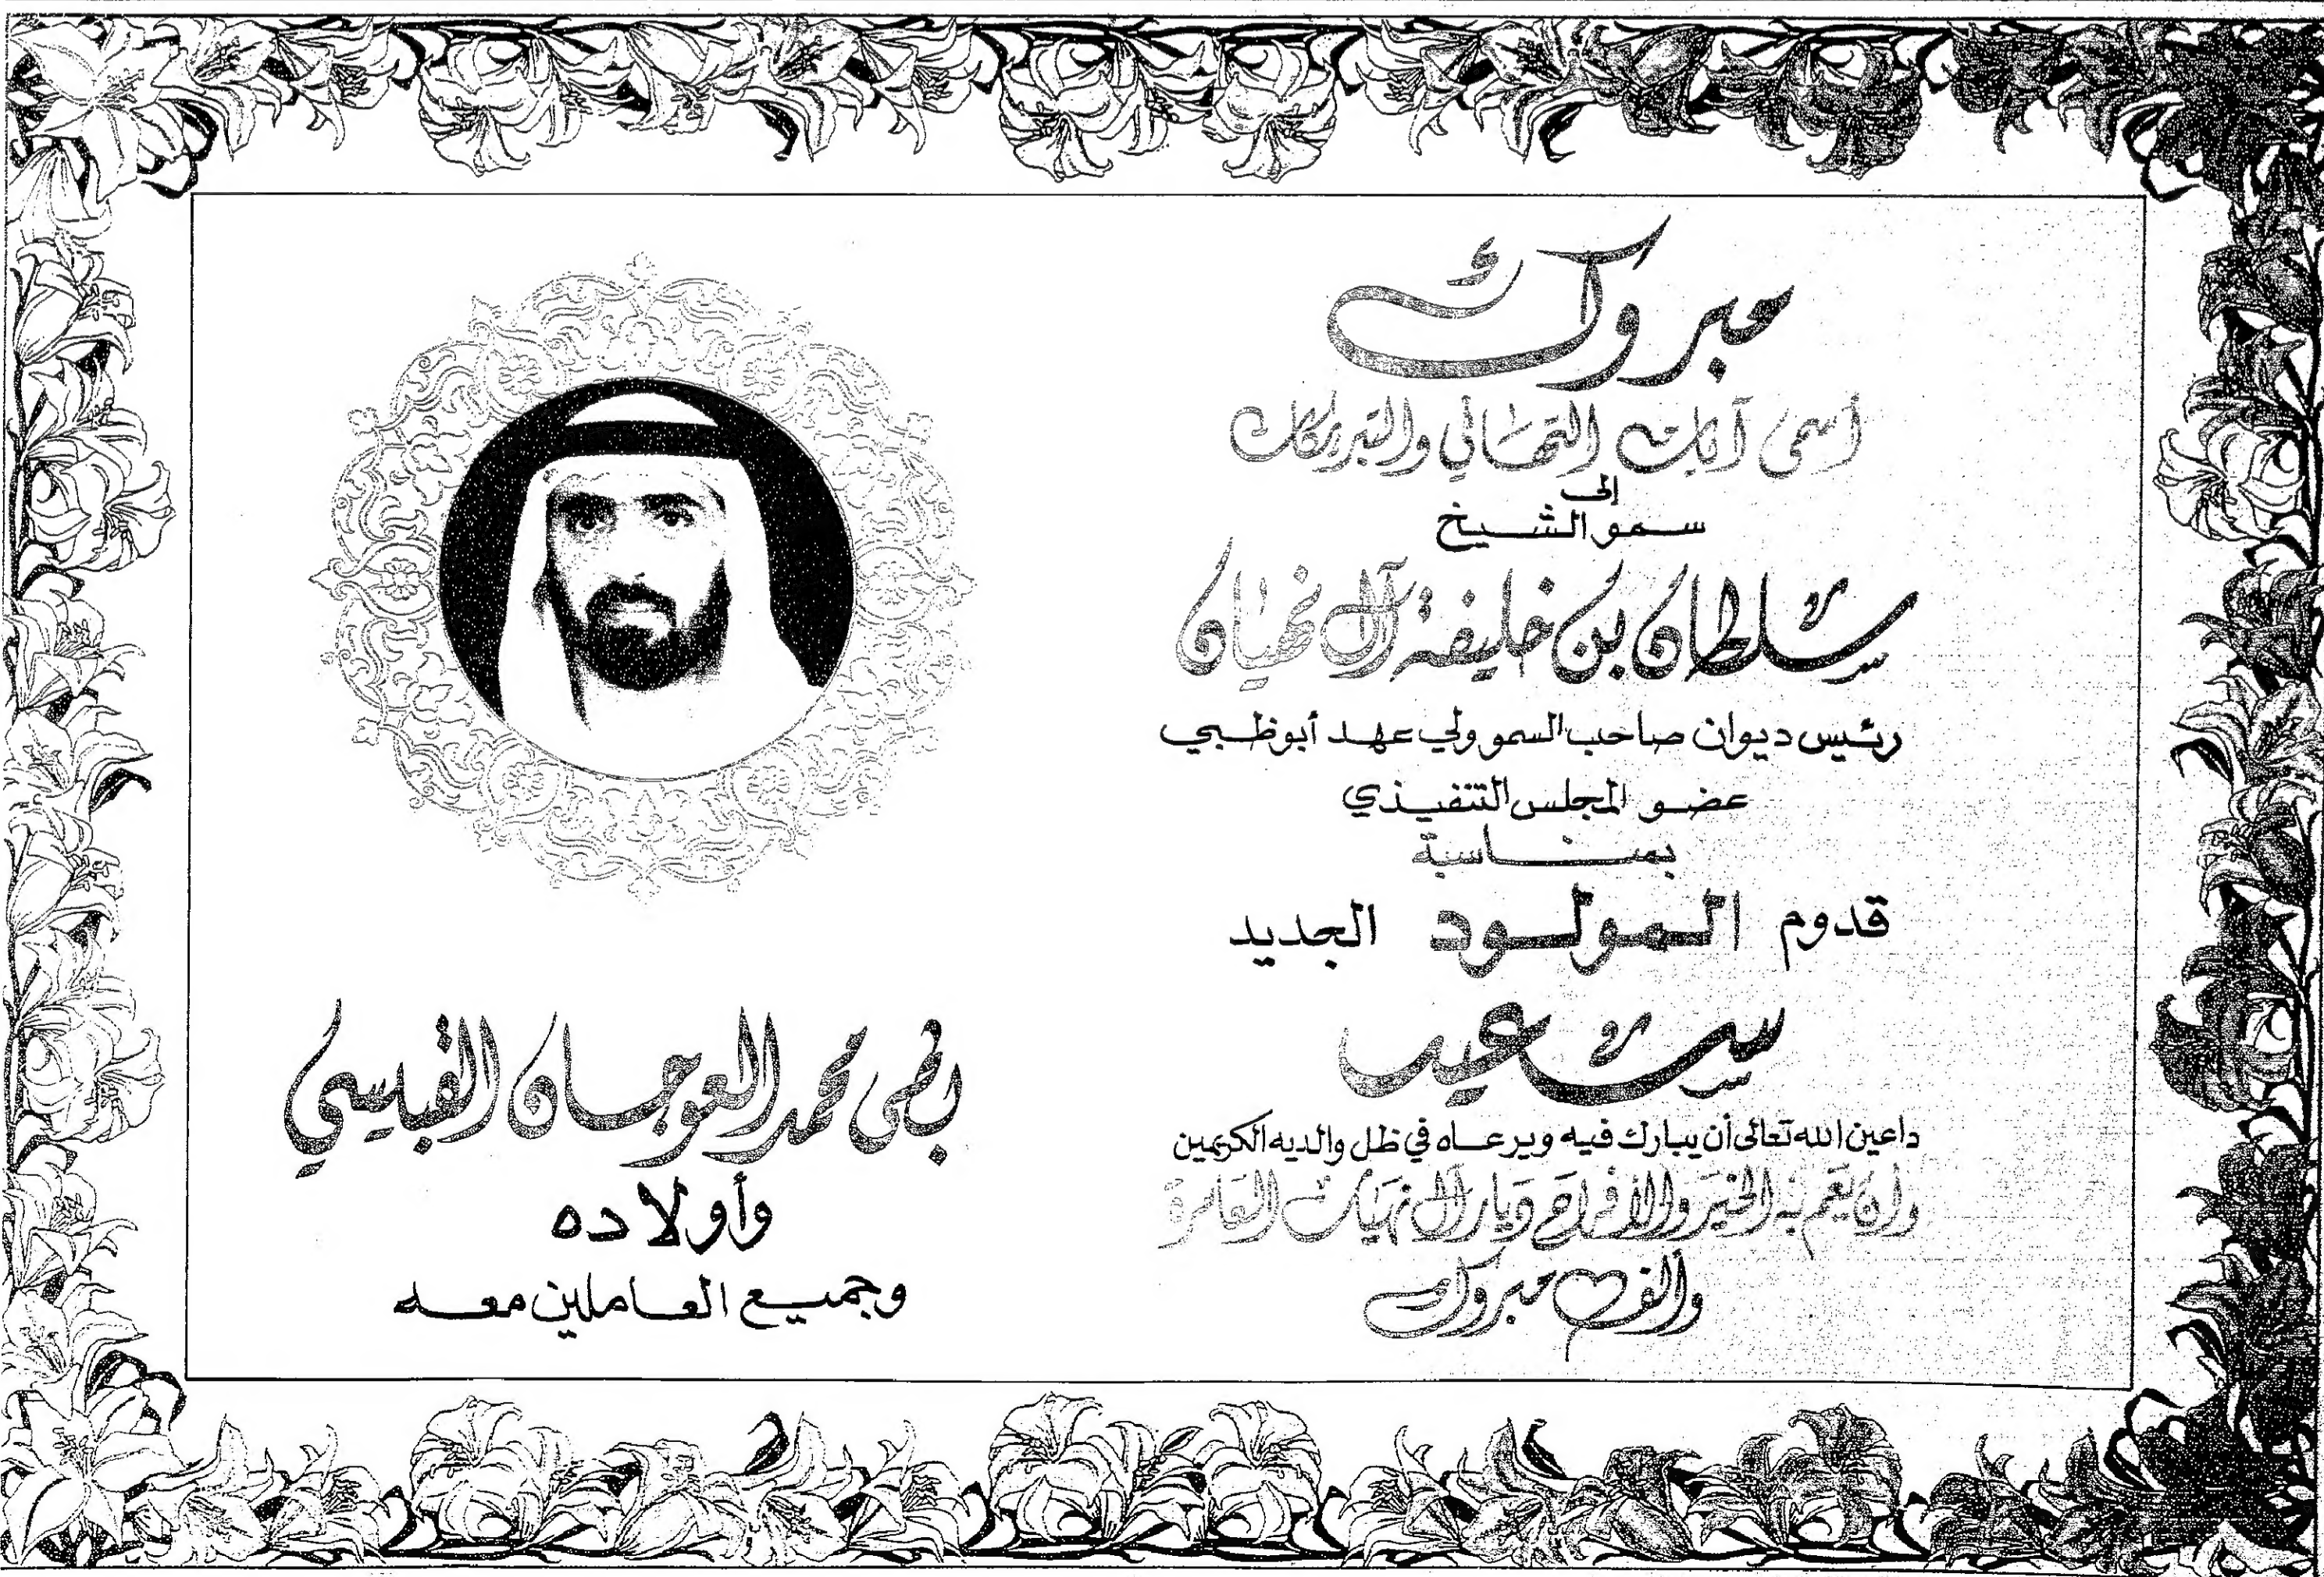 مبروك
أسمى آيات التهاني والتبريكات
إلى
سمو الشيخ
سلطان بن خليفة آل نهيان
رئيس ديوان صاحب السمو ولي عهد أبوظبي
عضو المجلس التنفيذي
بمناسبة
قدوم المولود الجديد
سعيد
داعين الله تعالى أن يبارك فيه ويرعاه في ظل والديه الكريمين
وأن يعم به الخير والأفراح ديار آل نهيان العامرة
وألف مبروك
محمد العوجان القبيسي
وأولاده
وجميع العاملين معه